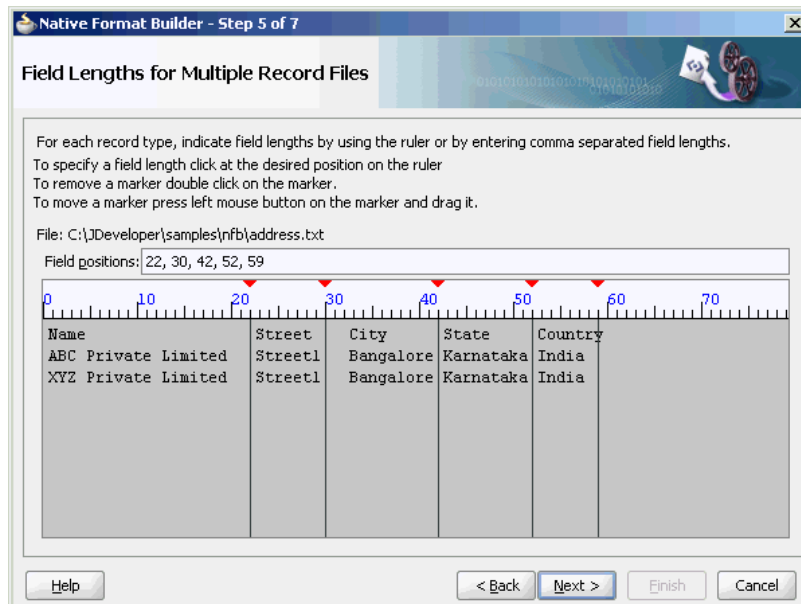 Native Format Builder - Step 5 of 7
Field Lengths for Multiple Record Files
For each record type, indicate field lengths by using the ruler or by entering comma separated field lengths.
To specify a field length click at the desired position on the ruler
To remove a marker double click on the marker.
To move a marker press left mouse button on the marker and drag it.
File: C:\JDeveloper\samples\nfb\address.txt
Field positions: 22, 30, 42, 52, 59
0 10 20 30 40 50 60 70
Name Street City State Country
ABC Private Limited Street1 Bangalore Karnataka India
XYZ Private Limited Street1 Bangalore Karnataka India
Help < Back Next > Finish Cancel